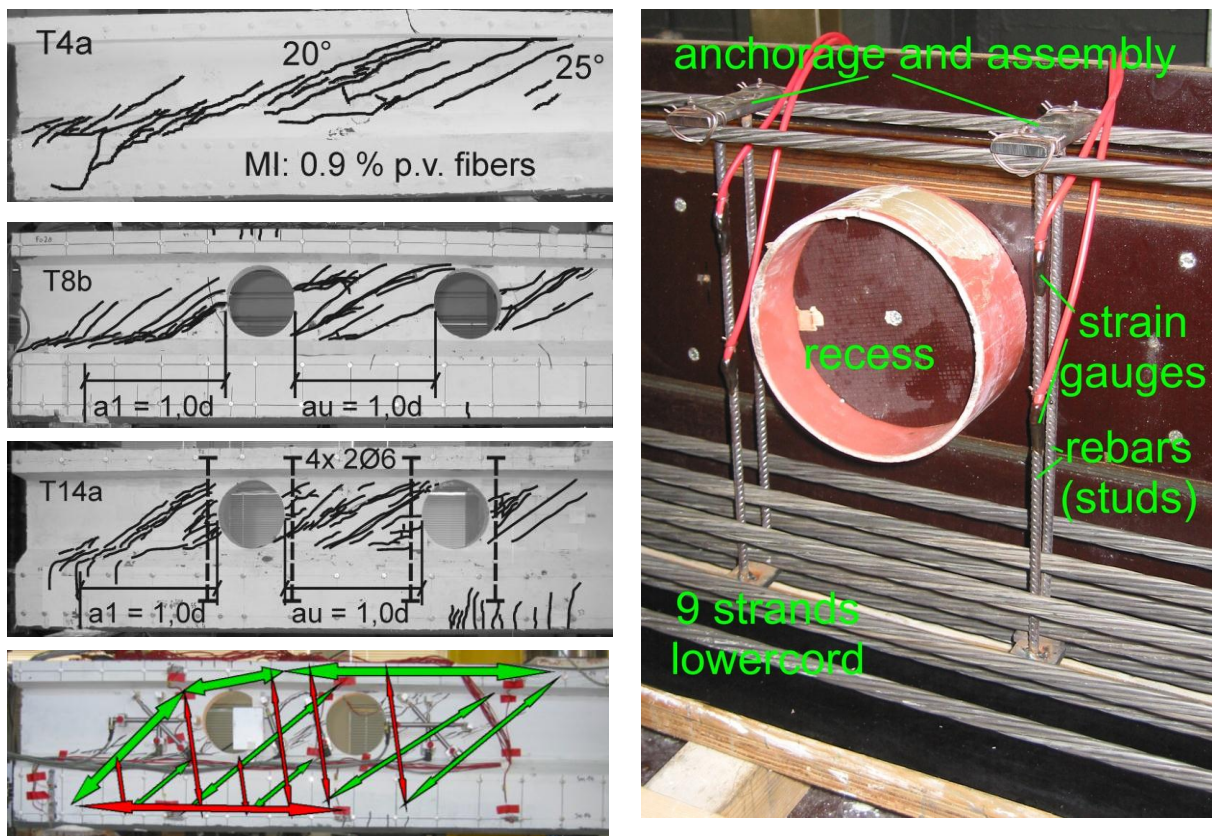 T4a
20°
25°
MI: 0.9 % p.v. fibers
T8b
a1 = 1,0d
au = 1,0d
4x 2Ø6
T14a
a1 = 1,0d
au = 1,0d
anchorage and assembly
recess
strain
gauges
rebars
(studs)
9 strands
lowercord